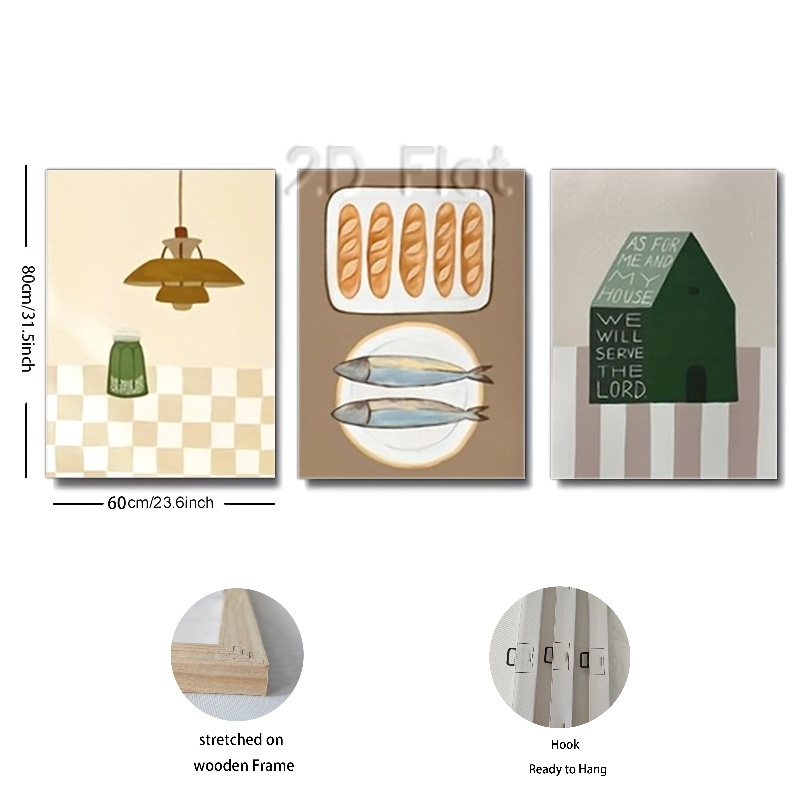 2D Flat
80cm/31.5inch
AS FOR
ME AND
MY
HOUSE
WE
WILL
SERVE
THE
LORD.
60cm/23.6inch
stretched on
wooden Frame
Hook
Ready to Hang